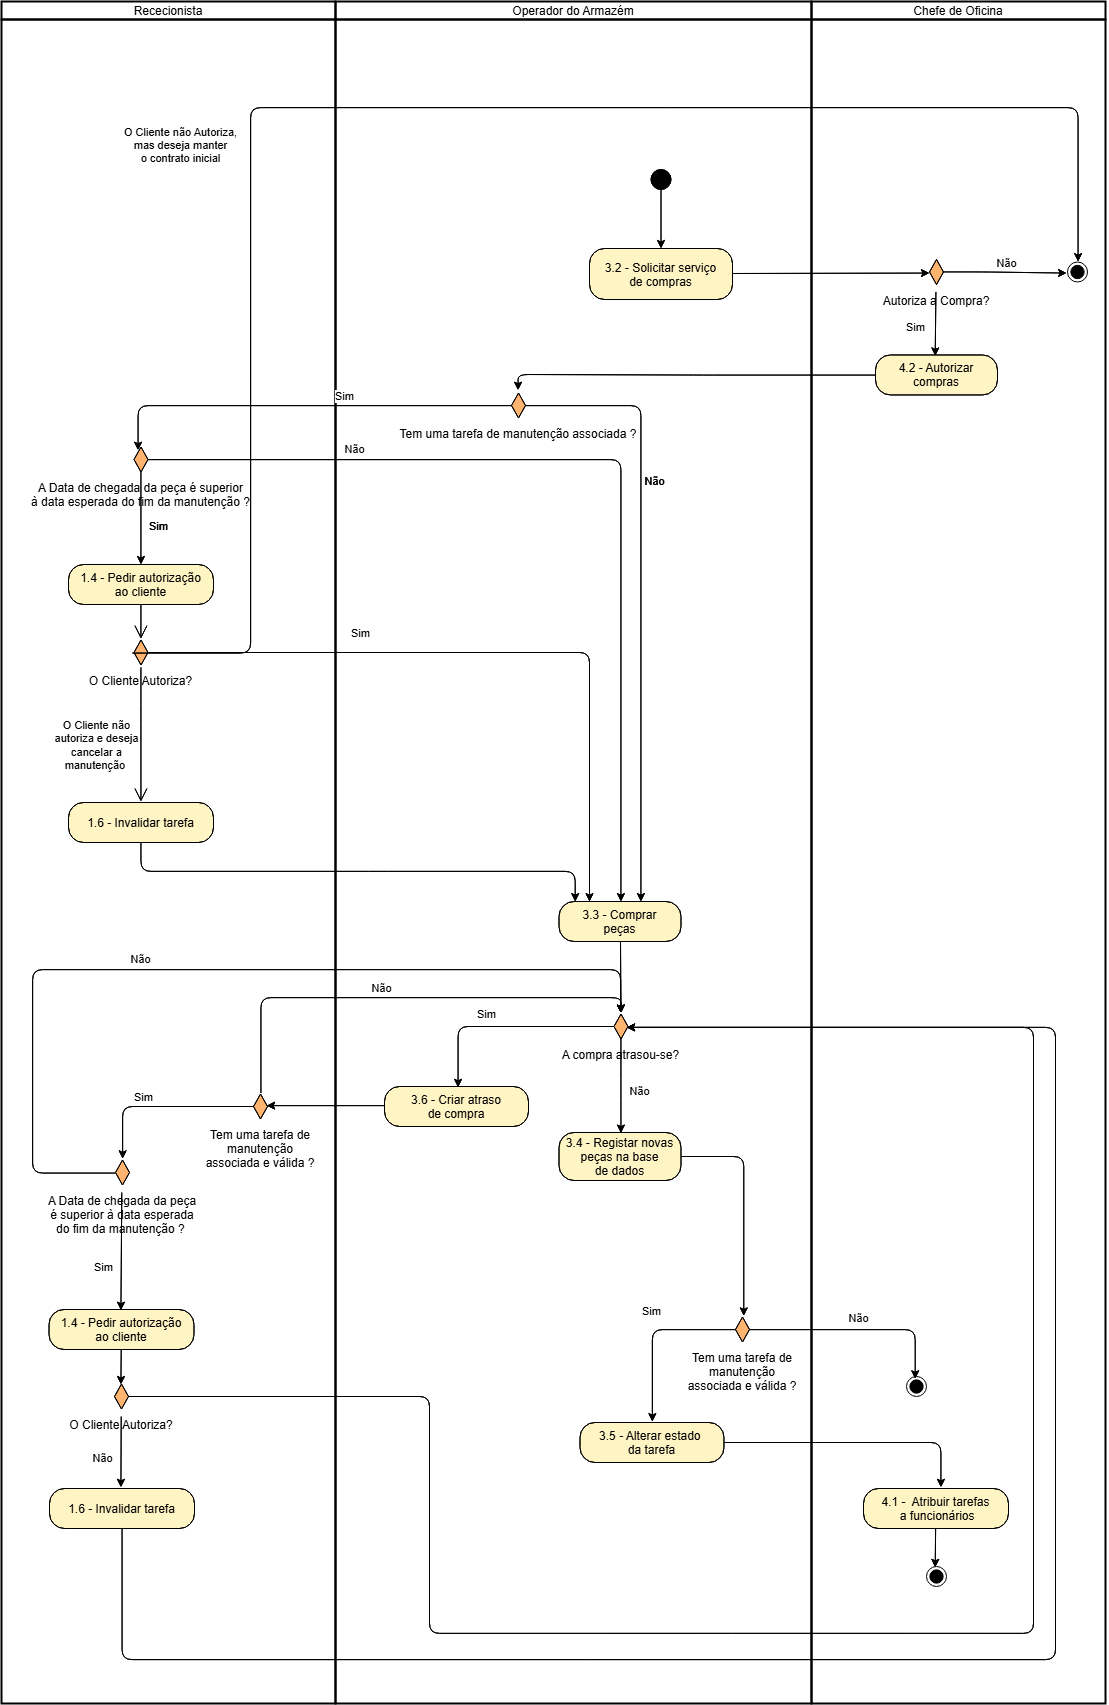 Rececionista
Operador do Armazém
Chefe de Oficina
O Cliente não Autoriza,
mas deseja manter
o contrato inicial
3.2 - Solicitar serviço
de compras
Não
Autoriza a Compra?
Sim
4.2 - Autorizar
compras
Sim
Tem uma tarefa de manutenção associada ?
Não
Não
A Data de chegada da peça é superior
à data esperada do fim da manutenção ?
Sim
1.4 - Pedir autorização
ao cliente
Sim
O Cliente Autoriza?
O Cliente não
autoriza e deseja
cancelar a
manutenção
1.6 - Invalidar tarefa
3.3 - Comprar
peças
Não
Não
Sim
A compra atrasou-se?
Não
3.6 - Criar atraso
de compra
Sim
Tem uma tarefa de
manutenção
associada e válida ?
3.4 - Registar novas
peças na base
de dados
A Data de chegada da peça
é superior à data esperada
do fim da manutenção ?
Sim
1.4 - Pedir autorização
ao cliente
Sim
Não
Tem uma tarefa de
manutenção
associada e válida ?
O Cliente Autoriza?
Não
3.5 - Alterar estado
da tarefa
1.6 - Invalidar tarefa
4.1 -  Atribuir tarefas
a funcionários